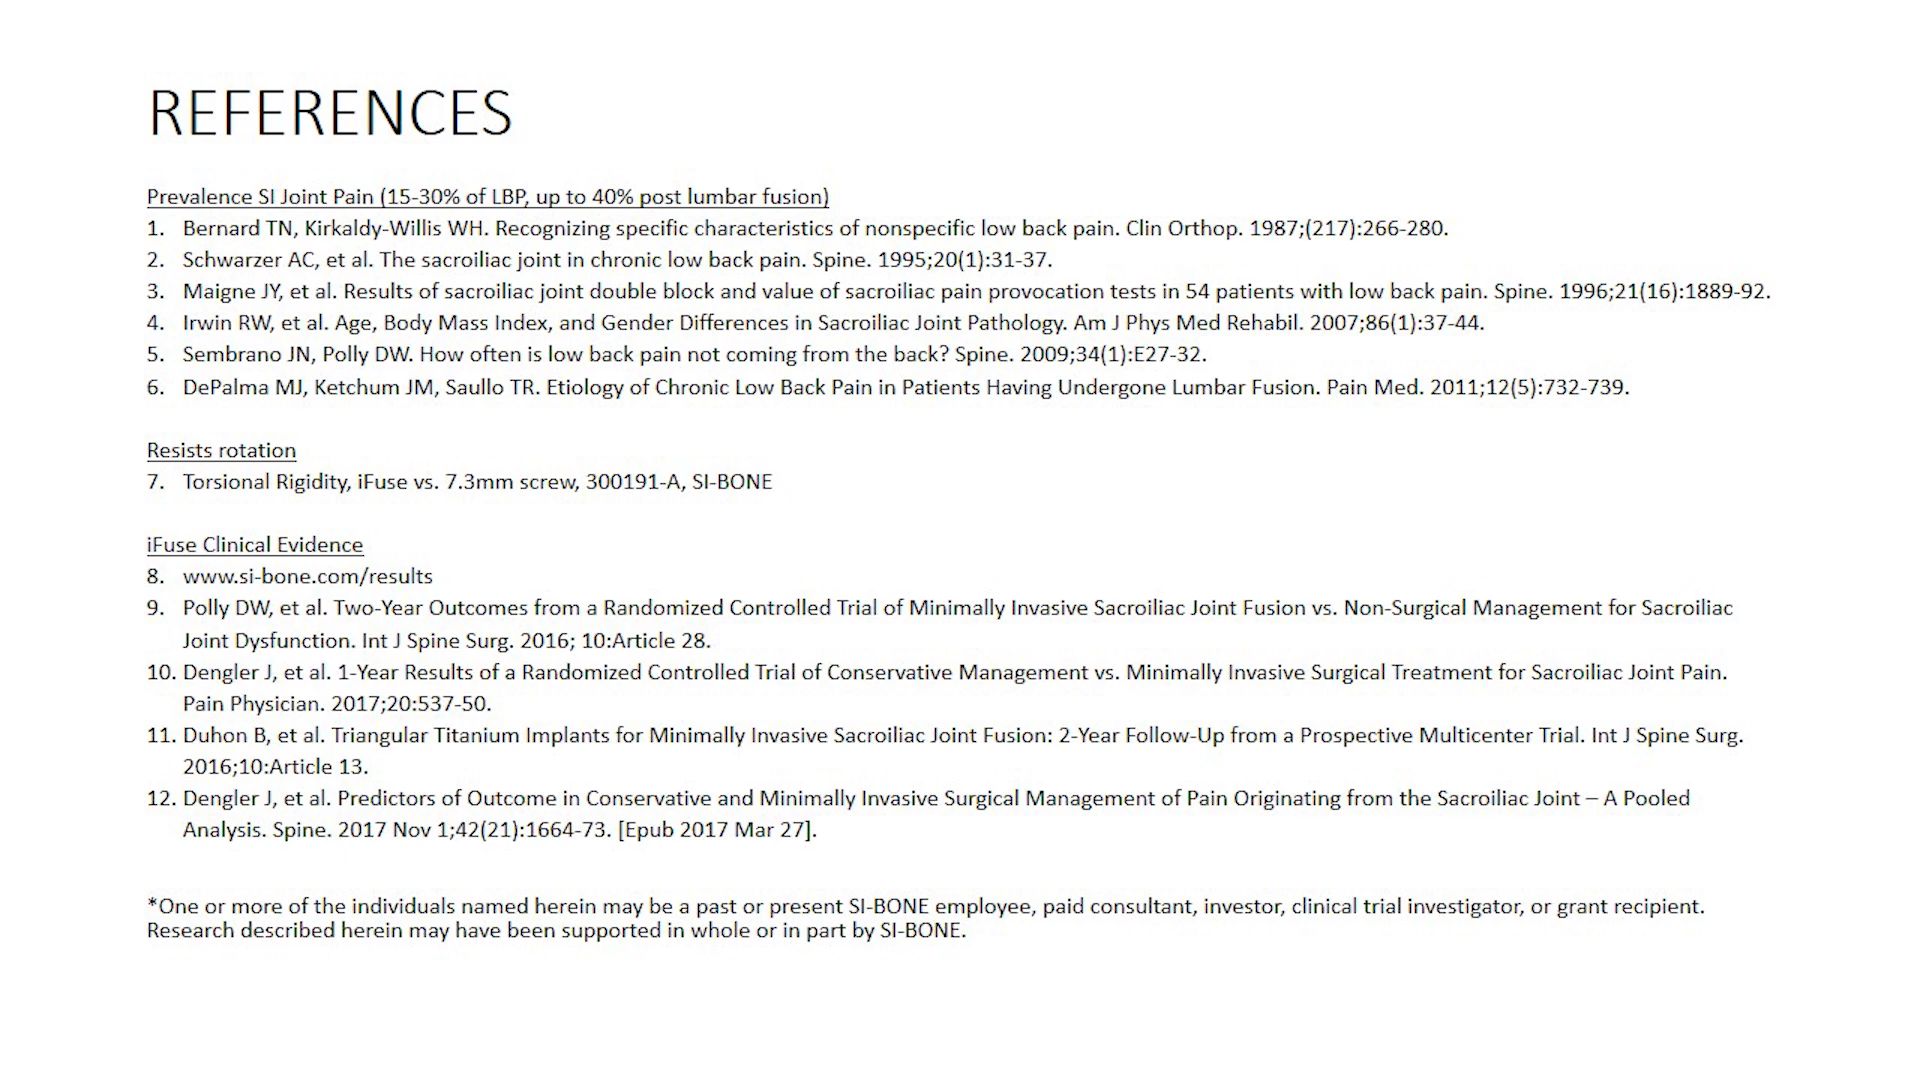 REFERENCES
Prevalence SI Joint Pain (15-30% of LBP, up to 40% post lumbar fusion)
1. Bernard TN, Kirkaldy-Willis WH. Recognizing specific characteristics of nonspecific low back pain. Clin Orthop. 1987;(217):266-280.
2. Schwarzer AC, et al. The sacroiliac joint in chronic low back pain. Spine. 1995;20(1):31-37.
3. Maigne JY, et al. Results of sacroiliac joint double block and value of sacroiliac pain provocation tests in 54 patients with low back pain. Spine. 1996;21(16):1889-92.
4. Irwin RW, et al. Age, Body Mass Index, and Gender Differences in Sacroiliac Joint Pathology. Am J Phys Med Rehabil. 2007;86(1):37-44.
5. Sembrano JN, Polly DW. How often is low back pain not coming from the back? Spine. 2009;34(1):E27-32.
6. DePalma MJ, Ketchum JM, Saullo TR. Etiology of Chronic Low Back Pain in Patients Having Undergone Lumbar Fusion. Pain Med. 2011;12(5):732-739.
Resists rotation
7. Torsional Rigidity, iFuse vs. 7.3mm screw, 300191-A, SI-BONE
iFuse Clinical Evidence
8. www.si-bone.com/results
9. Polly DW, et al. Two-Year Outcomes from a Randomized Controlled Trial of Minimally Invasive Sacroiliac Joint Fusion vs. Non-Surgical Management for Sacroiliac
Joint Dysfunction. Int J Spine Surg. 2016; 10:Article 28.
10. Dengler J, et al. 1-Year Results of a Randomized Controlled Trial of Conservative Management vs. Minimally Invasive Surgical Treatment for Sacroiliac Joint Pain.
Pain Physician. 2017;20:537-50.
11. Duhon B, et al. Triangular Titanium Implants for Minimally Invasive Sacroiliac Joint Fusion: 2-Year Follow-Up from a Prospective Multicenter Trial. Int J Spine Surg.
2016;10:Article 13.
12. Dengler J, et al. Predictors of Outcome in Conservative and Minimally Invasive Surgical Management of Pain Originating from the Sacroiliac Joint – A Pooled
Analysis. Spine. 2017 Nov 1;42(21):1664-73. [Epub 2017 Mar 27].
*One or more of the individuals named herein may be a past or present SI-BONE employee, paid consultant, investor, clinical trial investigator, or grant recipient.
Research described herein may have been supported in whole or in part by SI-BONE.